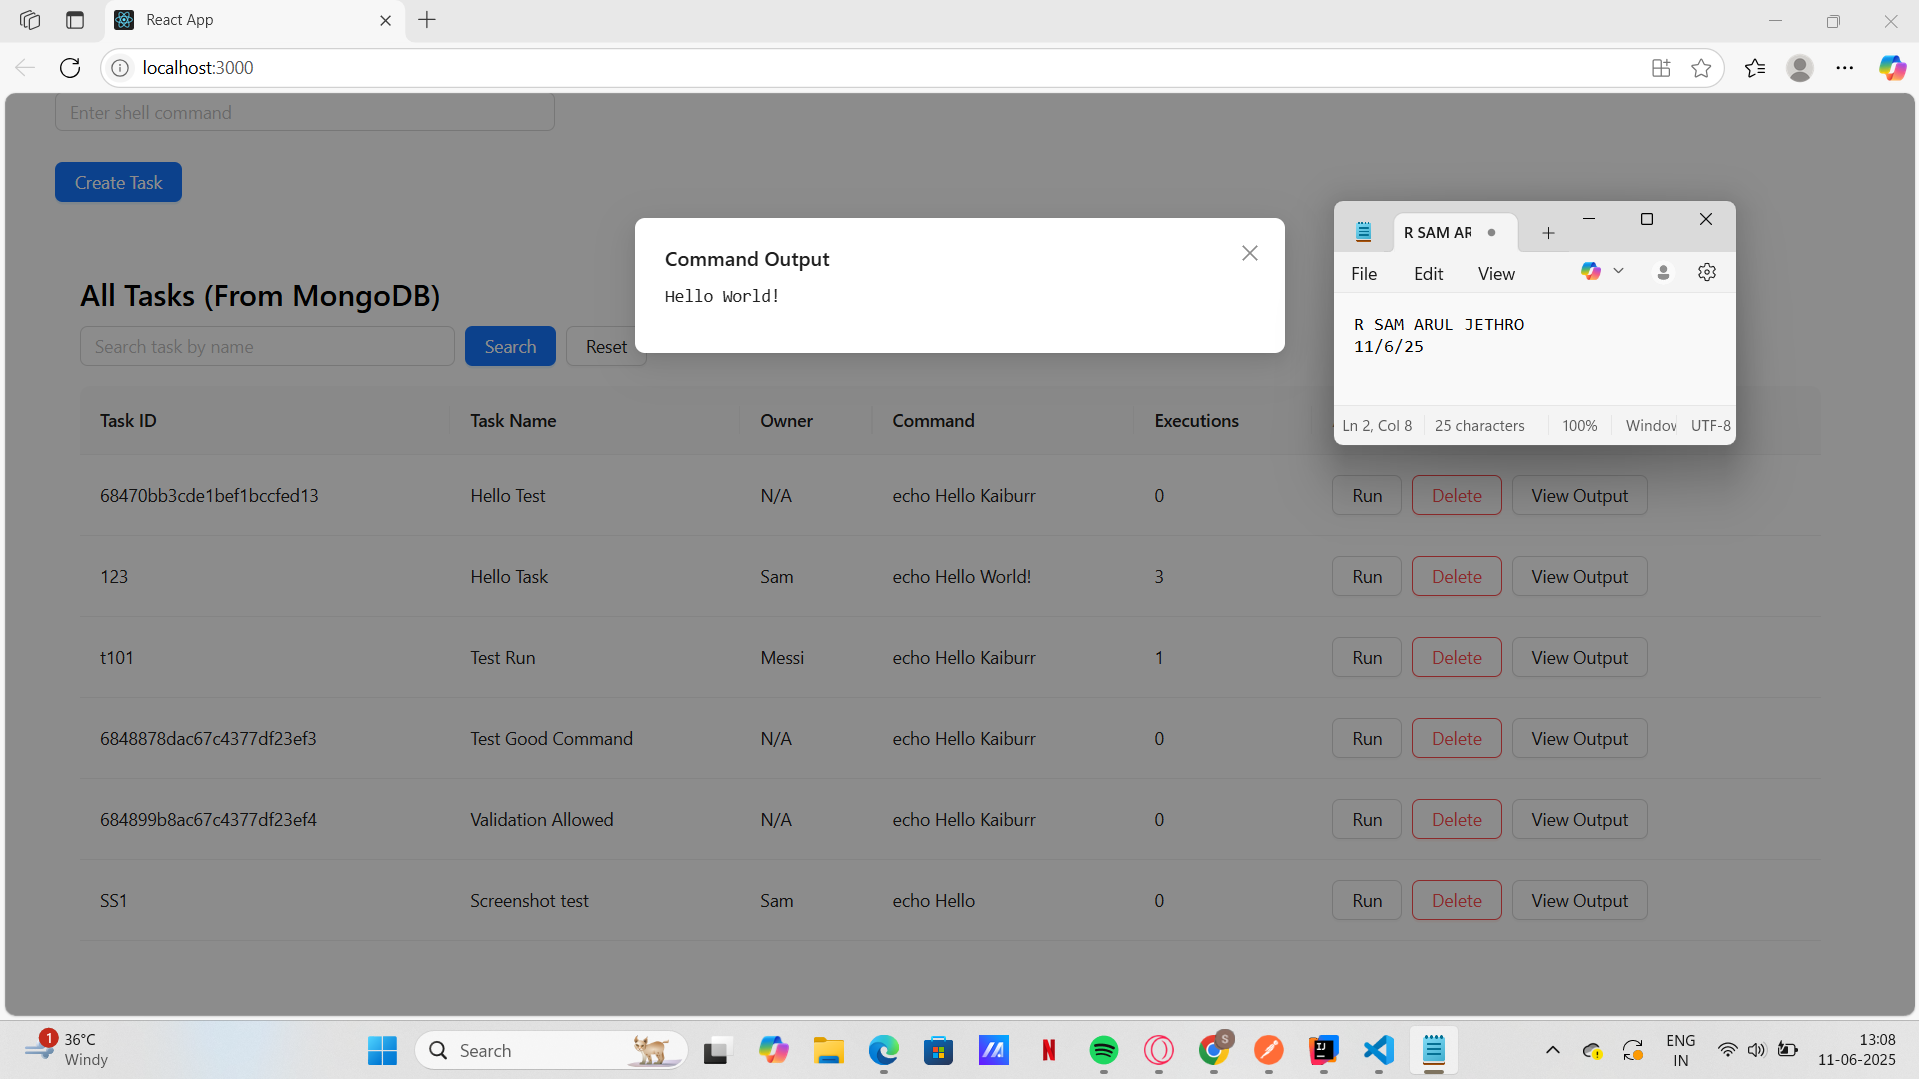 React App
localhost:3000
Enter shell command
Create Task
Command Output
Hello World!
R SAM AR
File Edit View
R SAM ARUL JETHRO
11/6/25
Ln 2, Col 8 25 characters 100% Window UTF-8
All Tasks (From MongoDB)
Search task by name Search Reset
Task ID Task Name Owner Command Executions
68470bb3cde1bef1bccfed13 Hello Test N/A echo Hello Kaiburr 0 Run Delete View Output
123 Hello Task Sam echo Hello World! 3 Run Delete View Output
t101 Test Run Messi echo Hello Kaiburr 1 Run Delete View Output
6848878dac67c4377df23ef3 Test Good Command N/A echo Hello Kaiburr 0 Run Delete View Output
684899b8ac67c4377df23ef4 Validation Allowed N/A echo Hello Kaiburr 0 Run Delete View Output
SS1 Screenshot test Sam echo Hello 0 Run Delete View Output
1 36°C
Windy
Search
N
S
IJ
ENG
IN
13:08
11-06-2025